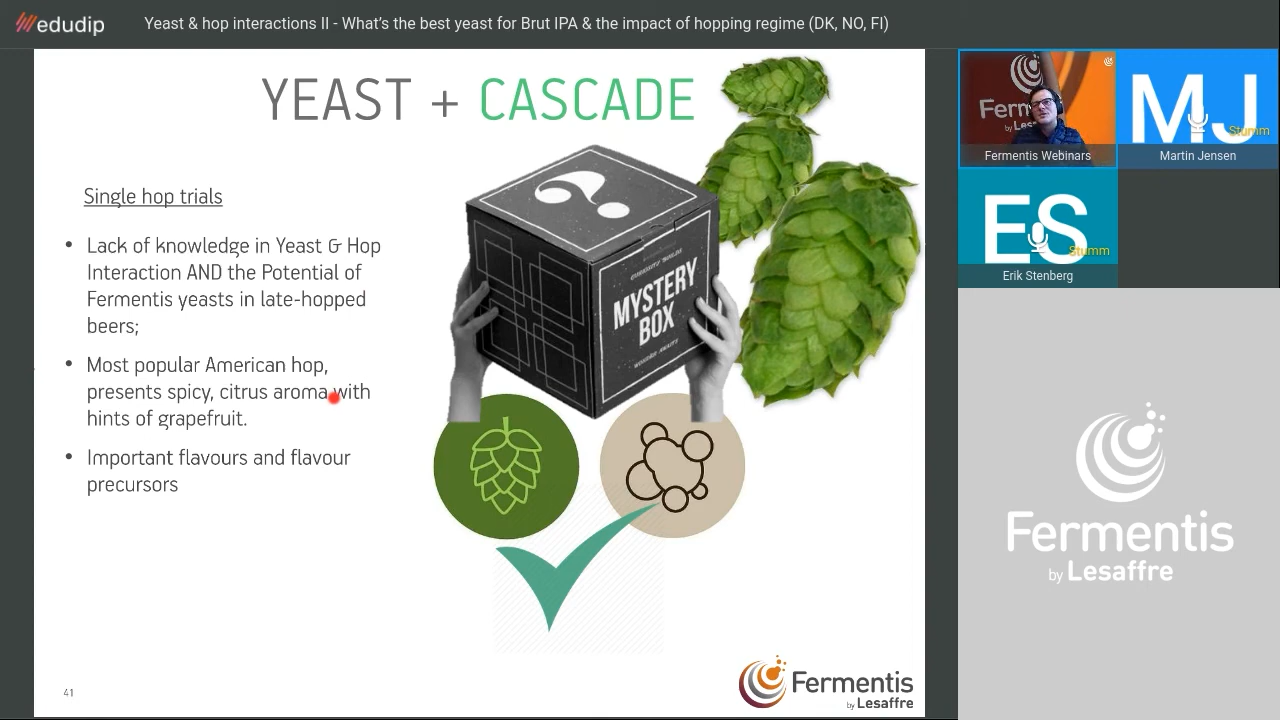 edudip
Yeast & hop interactions II - What's the best yeast for Brut IPA & the impact of hopping regime (DK, NO, FI)
YEAST + CASCADE
Single hop trials
• Lack of knowledge in Yeast & Hop
Interaction AND the Potential of
Fermentis yeasts in late-hopped
beers;
• Most popular American hop,
presents spicy, citrus aroma with
hints of grapefruit.
• Important flavours and flavour
precursors
MYSTERY
BOX
41
Fermentis
by Lesaffre
Fermentis Webinars
MJ
Stumm
Martin Jensen
ES
Stumm
Erik Stenberg
Fermentis
by Lesaffre